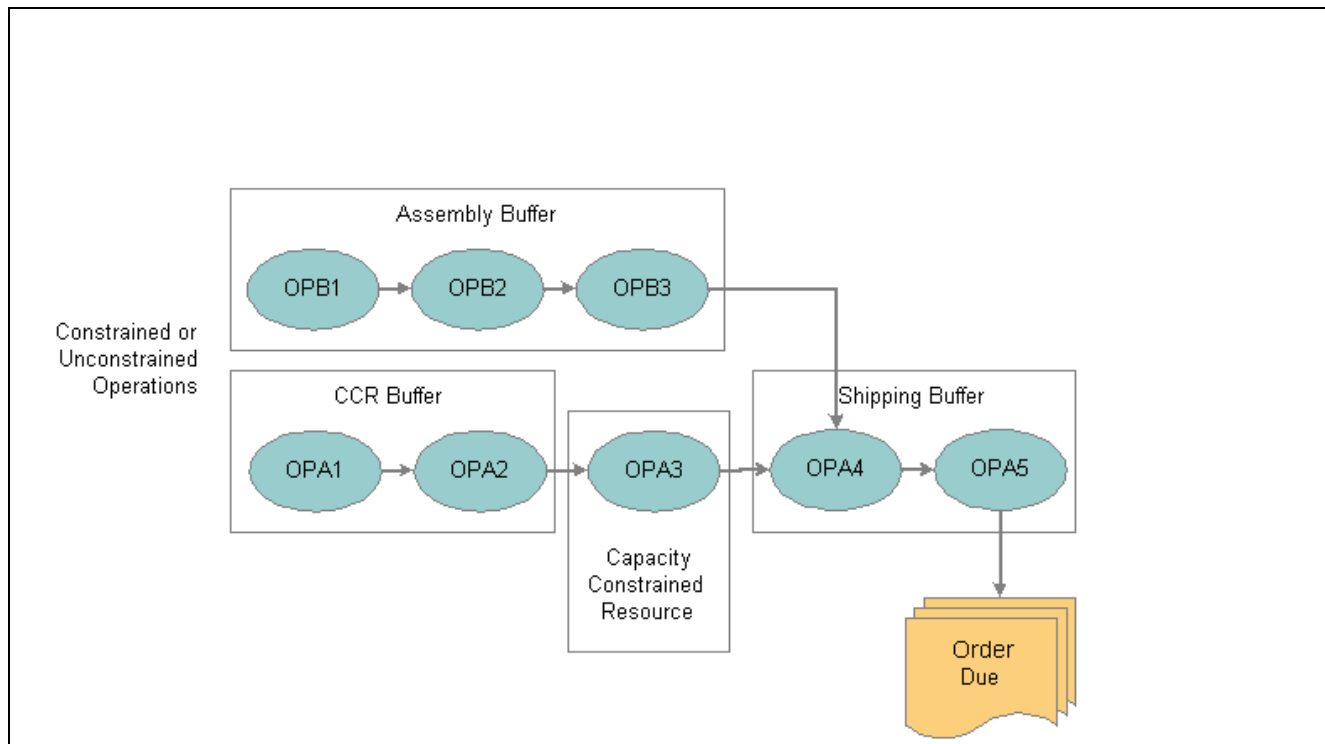 Assembly Buffer
OPB1
OPB2
OPB3
Constrained or
Unconstrained
Operations
CCR Buffer
OPA1
OPA2
OPA3
Capacity
Constrained
Resource
Shipping Buffer
OPA4
OPA5
Order
Due